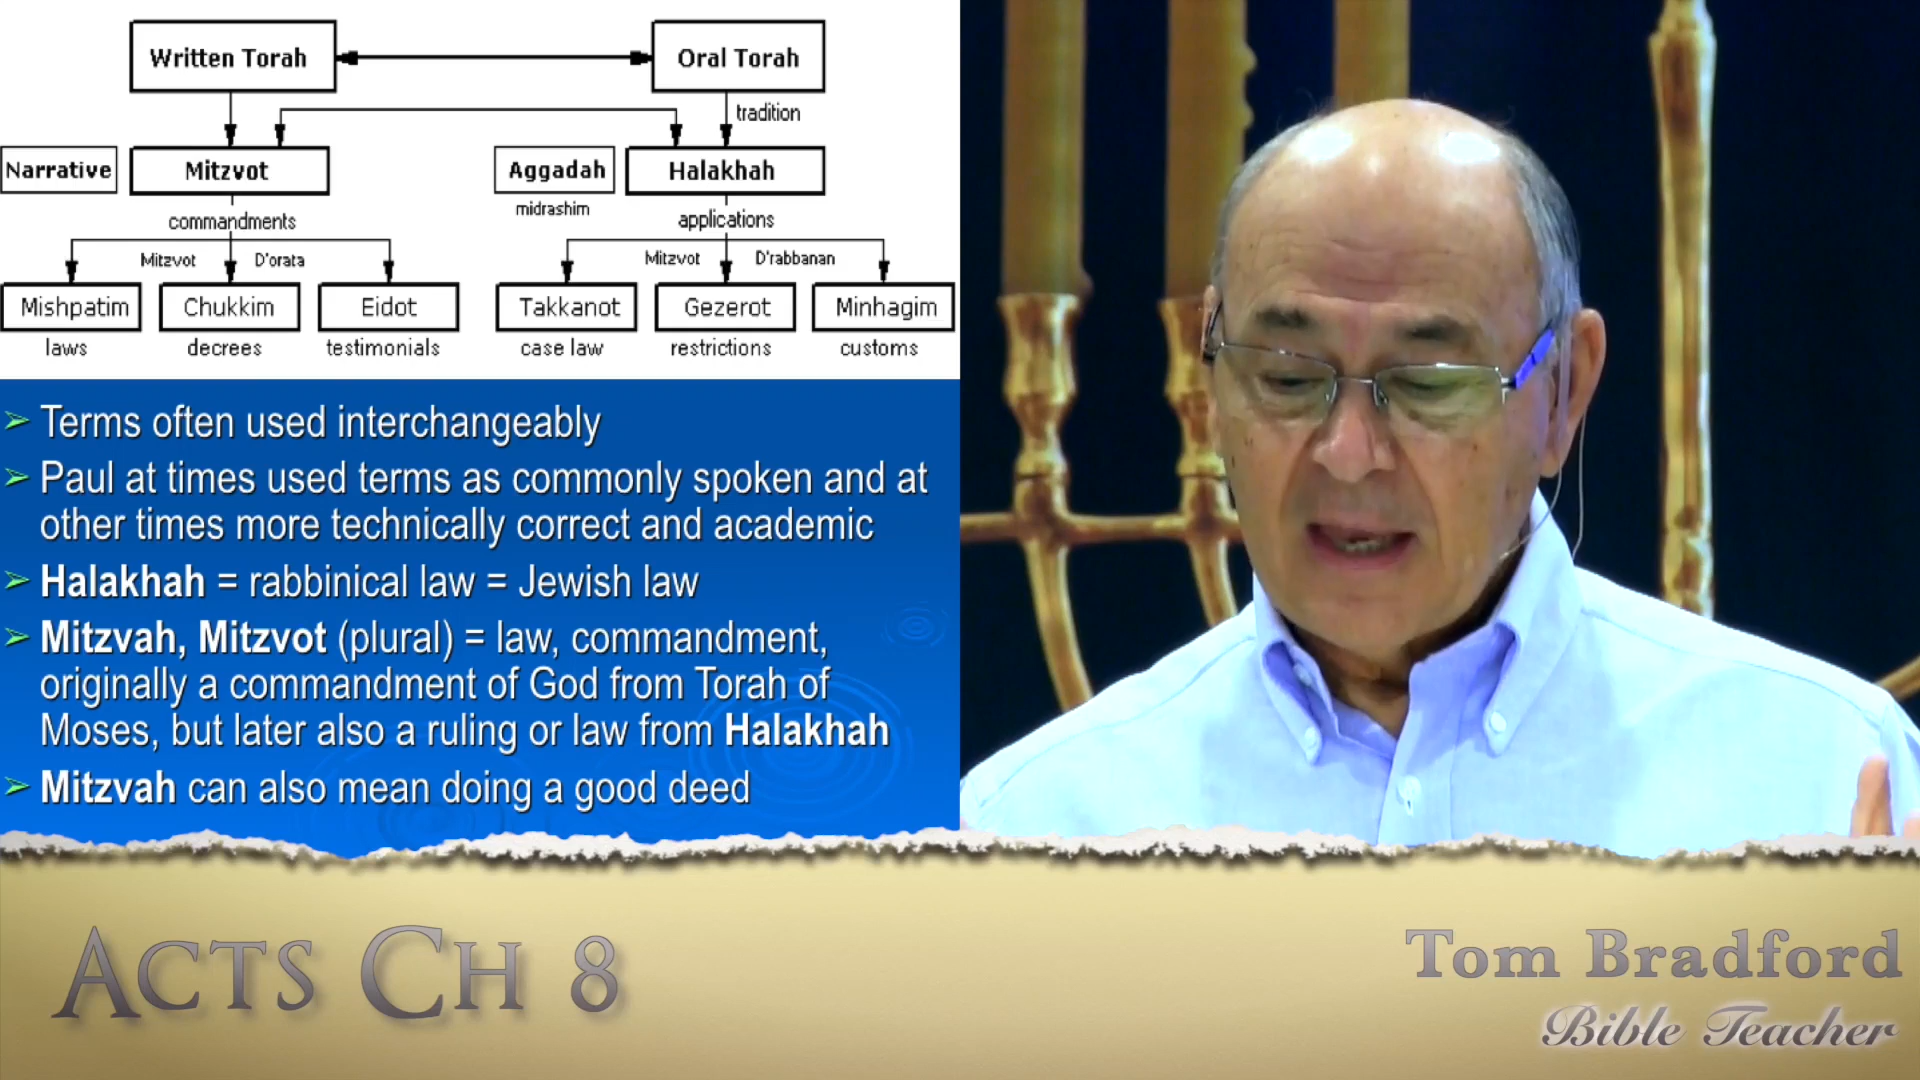 Written Torah
Oral Torah
tradition
Narrative
Mitzvot
Aggadah
Halakhah
midrashim
commandments
applications
Mitzvot D'orata
Mitzvot D'rabbanan
Mishpatim
Chukkim
Eidot
Takkanot
Gezerot
Minhagim
laws
decrees
testimonials
case law
restrictions
customs
Terms often used interchangeably
Paul at times used terms as commonly spoken and at
other times more technically correct and academic
Halakhah = rabbinical law = Jewish law
Mitzvah, Mitzvot (plural) = law, commandment,
originally a commandment of God from Torah of
Moses, but later also a ruling or law from Halakhah
Mitzvah can also mean doing a good deed
Acts Ch 8
Tom Bradford
Bible Teacher